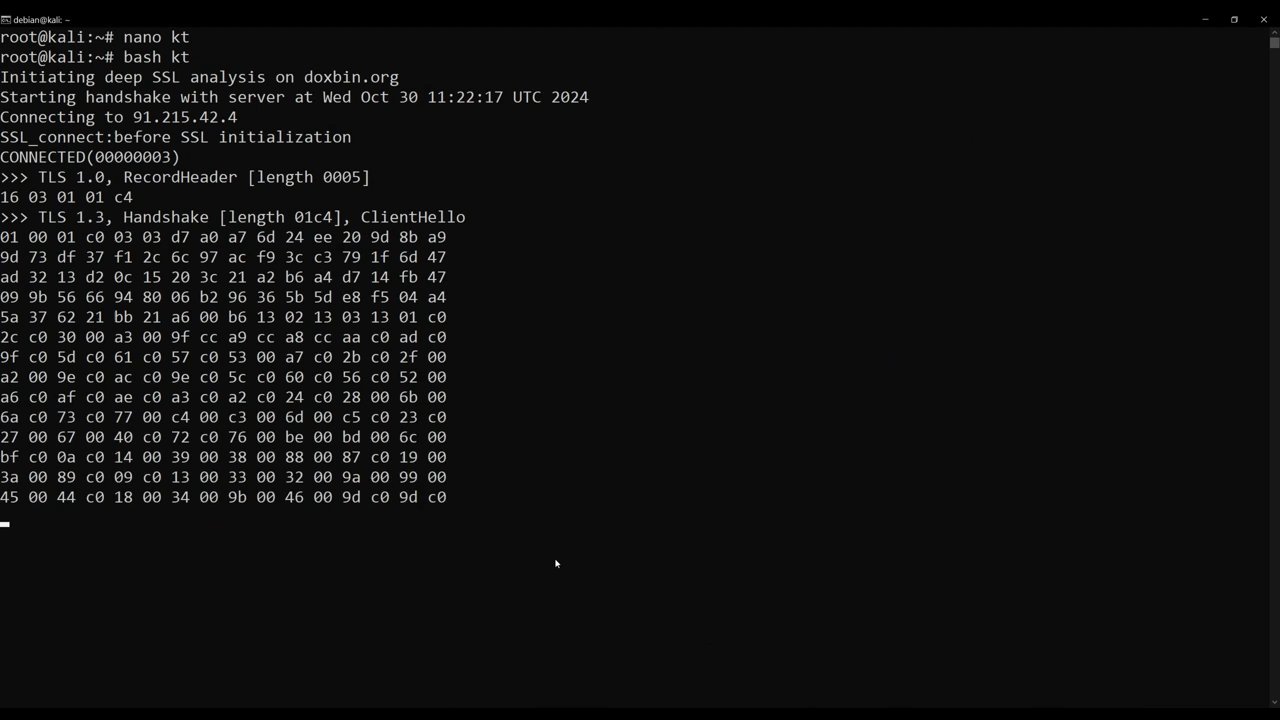 debian@kali: ~
root@kali:~# nano kt
root@kali:~# bash kt
Initiating deep SSL analysis on doxbin.org
Starting handshake with server at Wed Oct 30 11:22:17 UTC 2024
Connecting to 91.215.42.4
SSL_connect:before SSL initialization
CONNECTED(00000003)
>>> TLS 1.0, RecordHeader [length 0005]
16 03 01 01 c4
>>> TLS 1.3, Handshake [length 01c4], ClientHello
01 00 01 c0 03 03 d7 a0 a7 6d 24 ee 20 9d 8b a9
9d 73 df 37 f1 2c 6c 97 ac f9 3c c3 79 1f 6d 47
ad 32 13 d2 0c 15 20 3c 21 a2 b6 a4 d7 14 fb 47
09 9b 56 66 94 80 06 b2 96 36 5b 5d e8 f5 04 a4
5a 37 62 21 bb 21 a6 00 b6 13 02 13 03 13 01 c0
2c c0 30 00 a3 00 9f cc a9 cc a8 cc aa c0 ad c0
9f c0 5d c0 61 c0 57 c0 53 00 a7 c0 2b c0 2f 00
a2 00 9e c0 ac c0 9e c0 5c c0 60 c0 56 c0 52 00
a6 c0 af c0 ae c0 a3 c0 a2 c0 24 c0 28 00 6b 00
6a c0 73 c0 77 00 c4 00 c3 00 6d 00 c5 c0 23 c0
27 00 67 00 40 c0 72 c0 76 00 be 00 bd 00 6c 00
bf c0 0a c0 14 00 39 00 38 00 88 00 87 c0 19 00
3a 00 89 c0 09 c0 13 00 33 00 32 00 9a 00 99 00
45 00 44 c0 18 00 34 00 9b 00 46 00 9d c0 9d c0